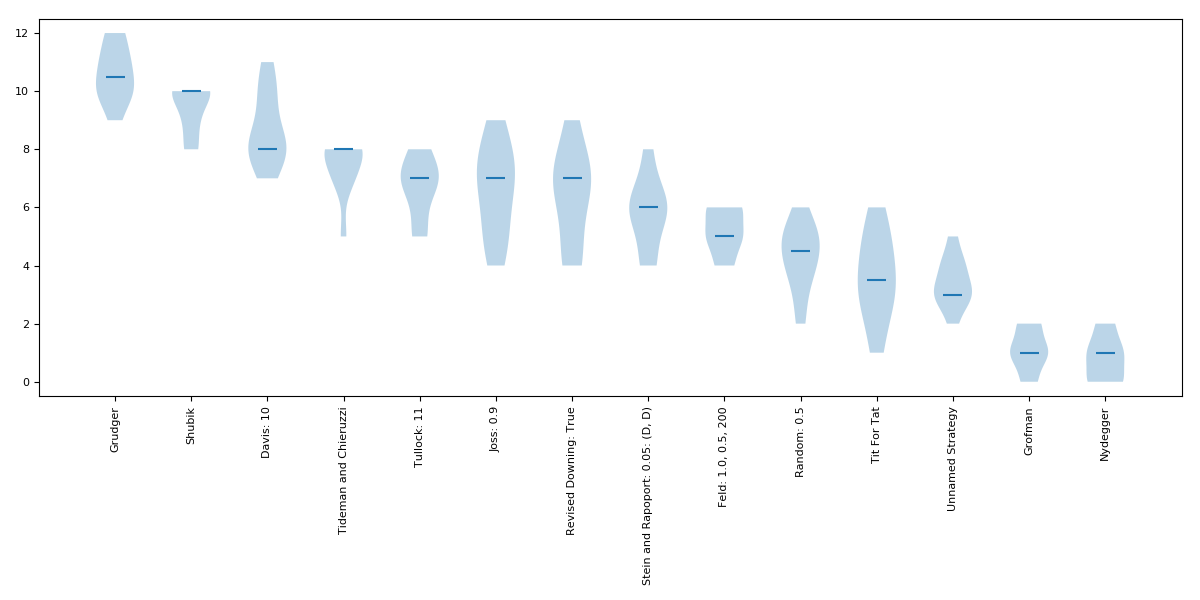 12
10
8
6
4
2
0
Grudger
Shubik
Davis: 10
Tideman and Chieruzzi
Tullock: 11
Joss: 0.9
Revised Downing: True
Stein and Rapoport: 0.05: (D, D)
Feld: 1.0, 0.5, 200
Random: 0.5
Tit For Tat
Unnamed Strategy
Grofman
Nydegger